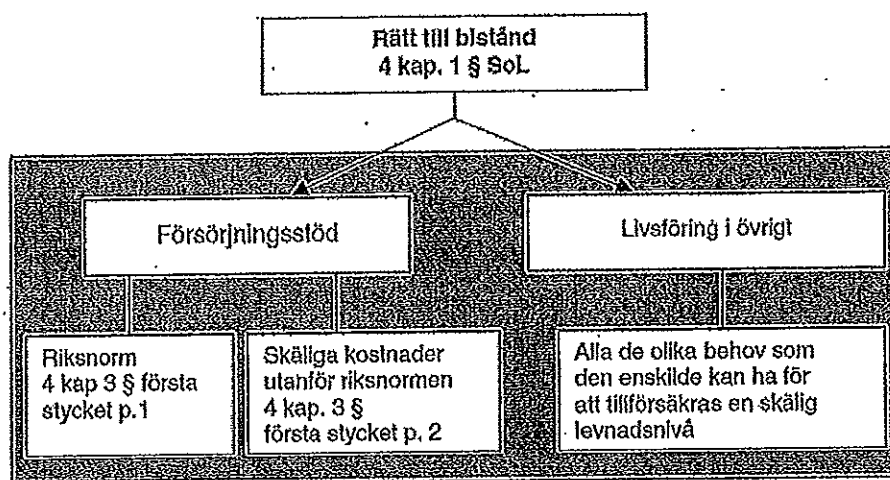 Rätt till bistånd
4 kap. 1 § SoL
Försörjningsstöd
Livsföring i övrigt
Riksnorm
4 kap 3 § första
stycket p.1
Skäliga kostnader
utanför riksnormen
4 kap. 3 §
första stycket p. 2
Alla de olika behov som
den enskilde kan ha för
att tillförsäkras en skälig
levnadsnivå